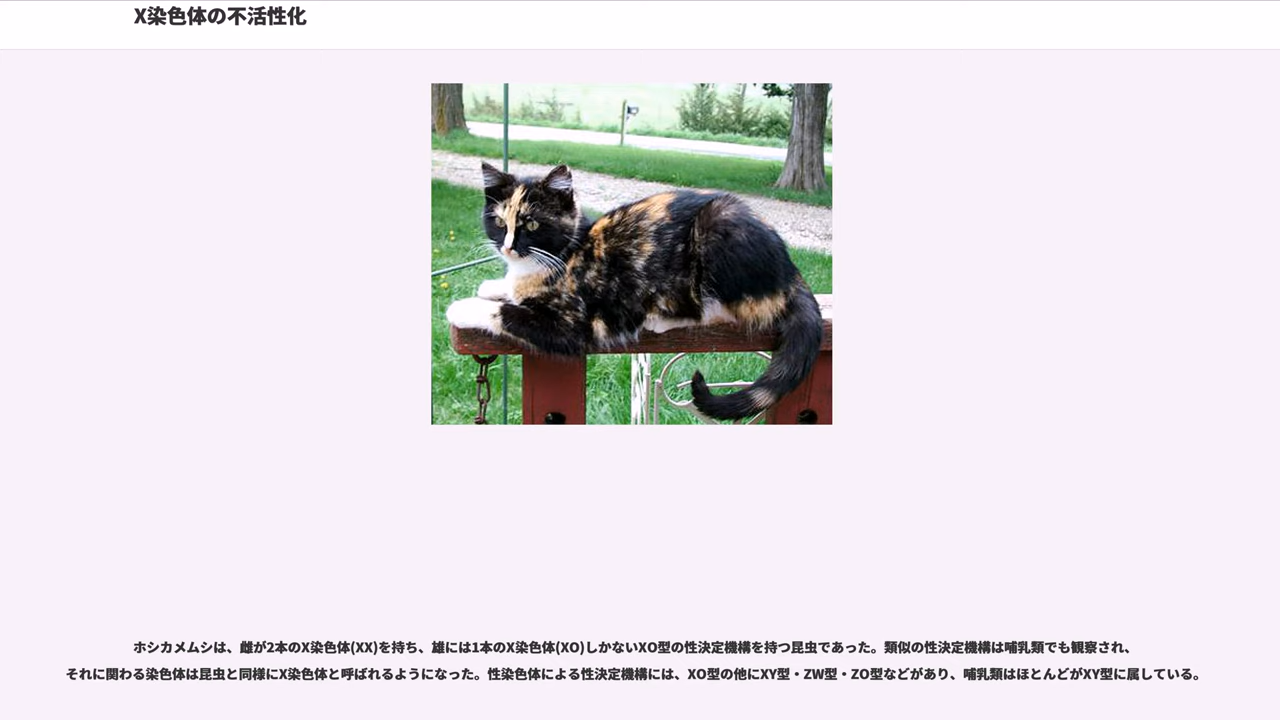 X染色体の不活性化
ホシカメムシは、雌が2本のX染色体(XX)を持ち、雄には1本のX染色体(XO)しかないXO型の性決定機構を持つ昆虫であった。類似の性決定機構は哺乳類でも観察され、
それに関わる染色体は昆虫と同様にX染色体と呼ばれるようになった。性染色体による性決定機構には、XO型の他にXY型・ZW型・ZO型などがあり、哺乳類はほとんどがXY型に属している。